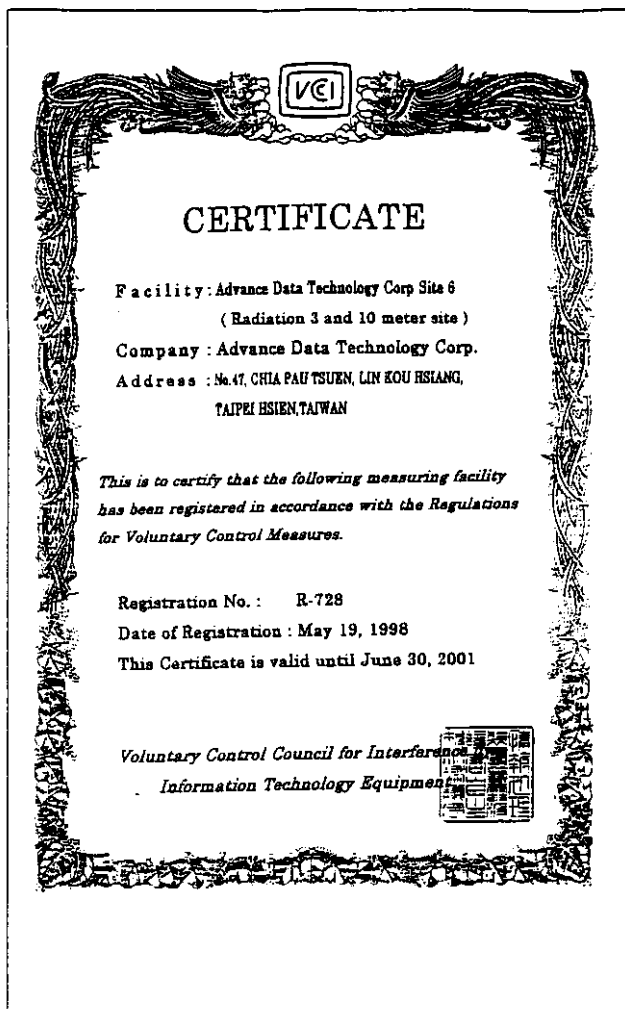 VCCI
CERTIFICATE
Facility : Advance Data Technology Corp Site 6
( Radiation 3 and 10 meter site )
Company : Advance Data Technology Corp.
Address : No.47, CHIA PAU TSUEN, LIN KOU HSIANG,
TAIPEI HSIEN,TAIWAN
This is to certify that the following measuring facility
has been registered in accordance with the Regulations
for Voluntary Control Measures.
Registration No. : R-728
Date of Registration : May 19, 1998
This Certificate is valid until June 30, 2001
Voluntary Control Council for Interference
Information Technology Equipment